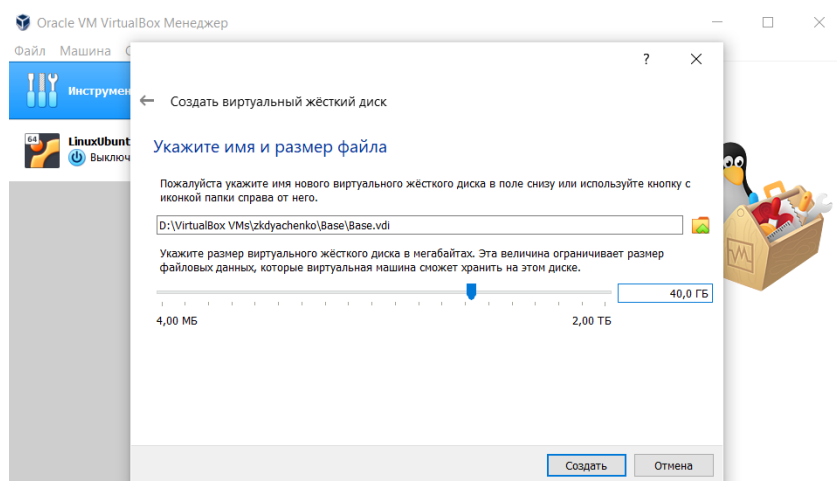 Oracle VM VirtualBox Менеджер
Файл Машина
?
Инструмен
Создать виртуальный жёсткий диск
64
LinuxUbunt
Выключ
Укажите имя и размер файла
Пожалуйста укажите имя нового виртуального жёсткого диска в поле снизу или используйте кнопку с
иконкой папки справа от него.
D:\VirtualBox VMs\zkdyachenko\Base\Base.vdi
Укажите размер виртуального жёсткого диска в мегабайтах. Эта величина ограничивает размер
файловых данных, которые виртуальная машина сможет хранить на этом диске.
40,0 ГБ
4,00 МБ 2,00 ТБ
Создать Отмена